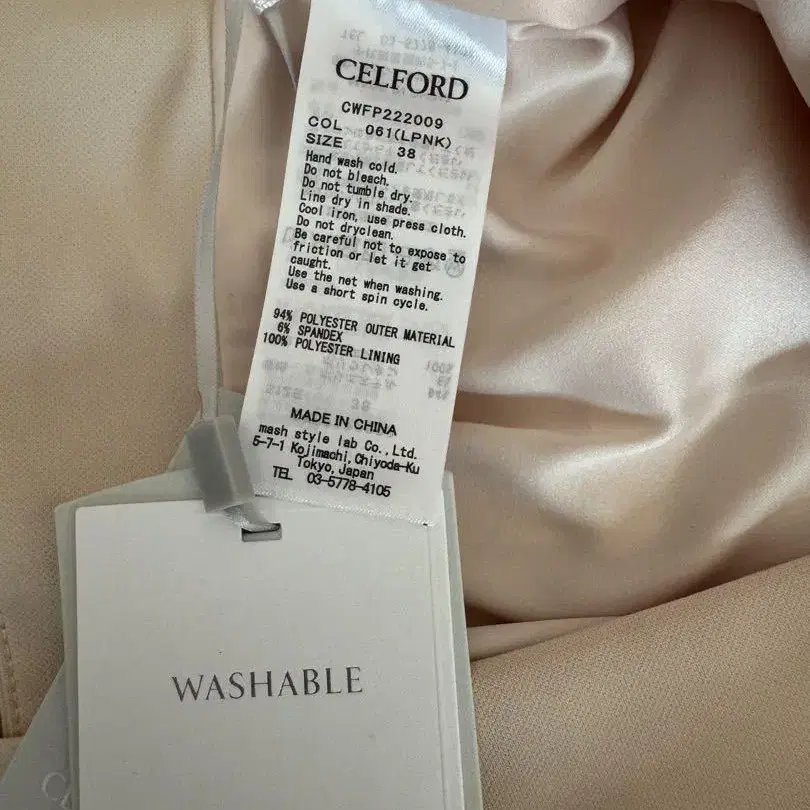 CELFORD
CWFP222009
COL 061(LPNK)
SIZE 38
Hand wash cold.
Do not bleach.
Do not tumble dry.
Line dry in shade.
Cool iron, use press cloth.
Do not dryclean.
Be careful not to expose to
friction or let it get
caught.
Use the net when washing.
Use a short spin cycle.
94% POLYESTER OUTER MATERIAL
6% SPANDEX
100% POLYESTER LINING
MADE IN CHINA
mash style lab Co., Ltd.
5-7-1 Kojimachi, Chiyoda-Ku
Tokyo, Japan
TEL 03-5778-4105
WASHABLE